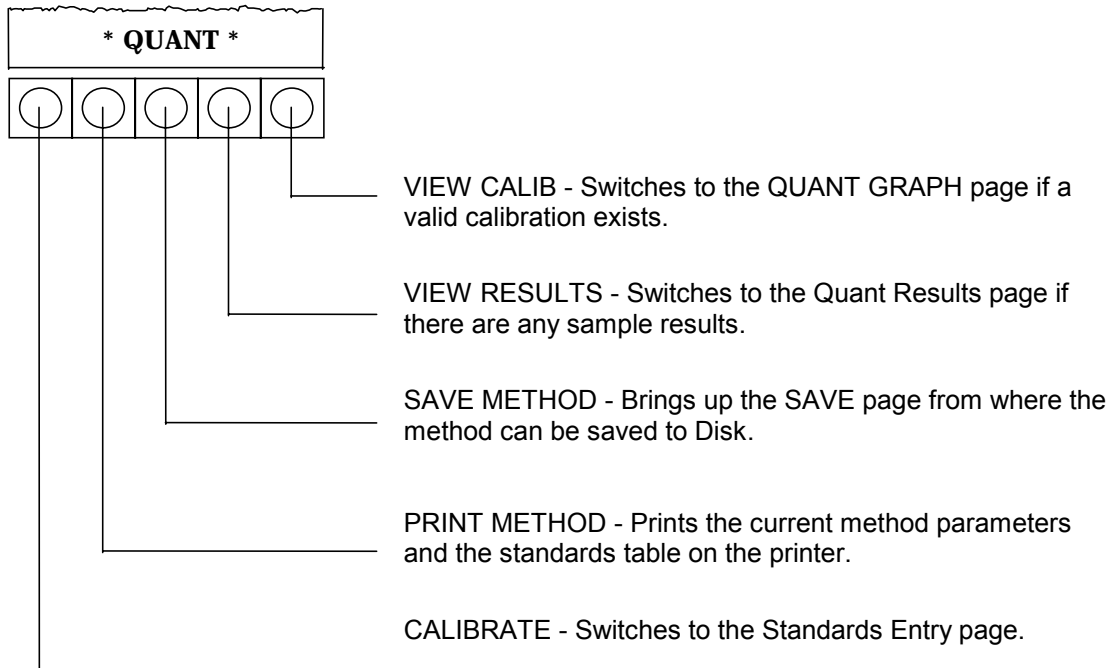 * QUANT *
VIEW CALIB - Switches to the QUANT GRAPH page if a
valid calibration exists.
VIEW RESULTS - Switches to the Quant Results page if
there are any sample results.
SAVE METHOD - Brings up the SAVE page from where the
method can be saved to Disk.
PRINT METHOD - Prints the current method parameters
and the standards table on the printer.
CALIBRATE - Switches to the Standards Entry page.